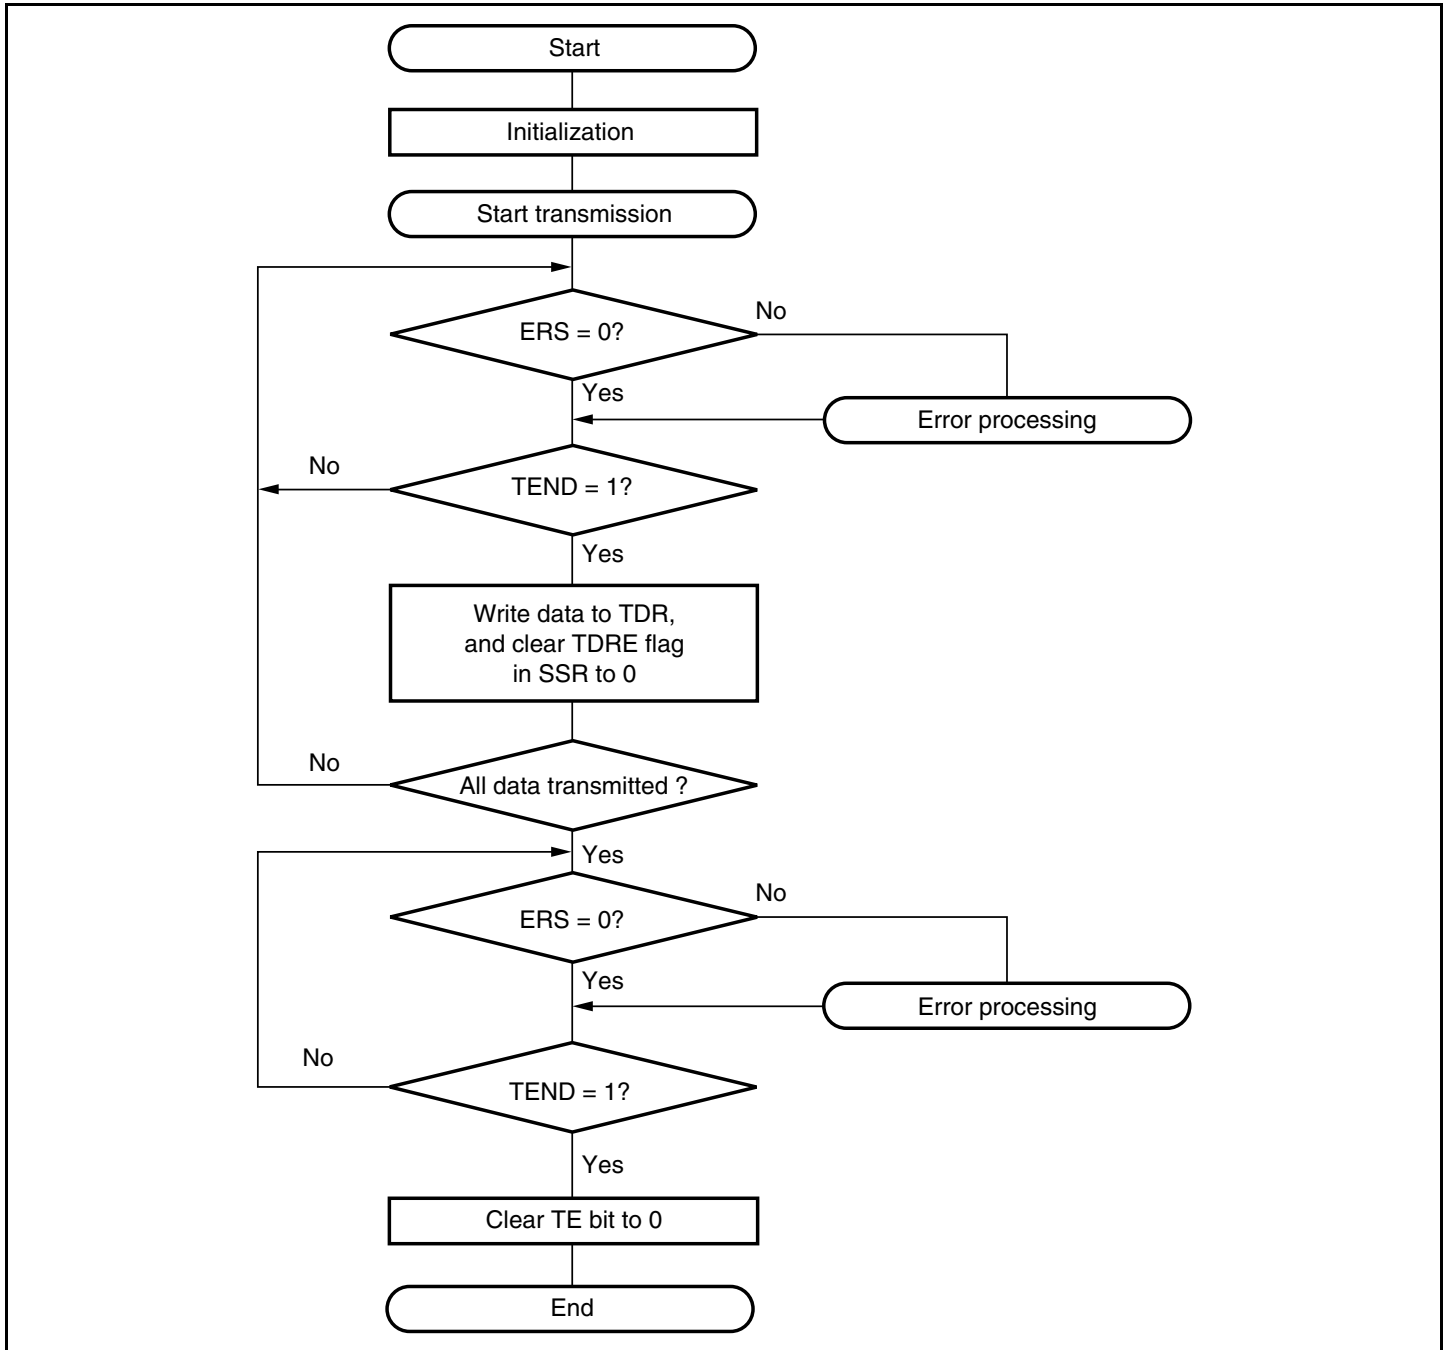 Start
Initialization
Start transmission
ERS = 0?
No
Yes
Error processing
No
TEND = 1?
Yes
Write data to TDR,
and clear TDRE flag
in SSR to 0
No
All data transmitted ?
Yes
No
ERS = 0?
Yes
Error processing
No
TEND = 1?
Yes
Clear TE bit to 0
End